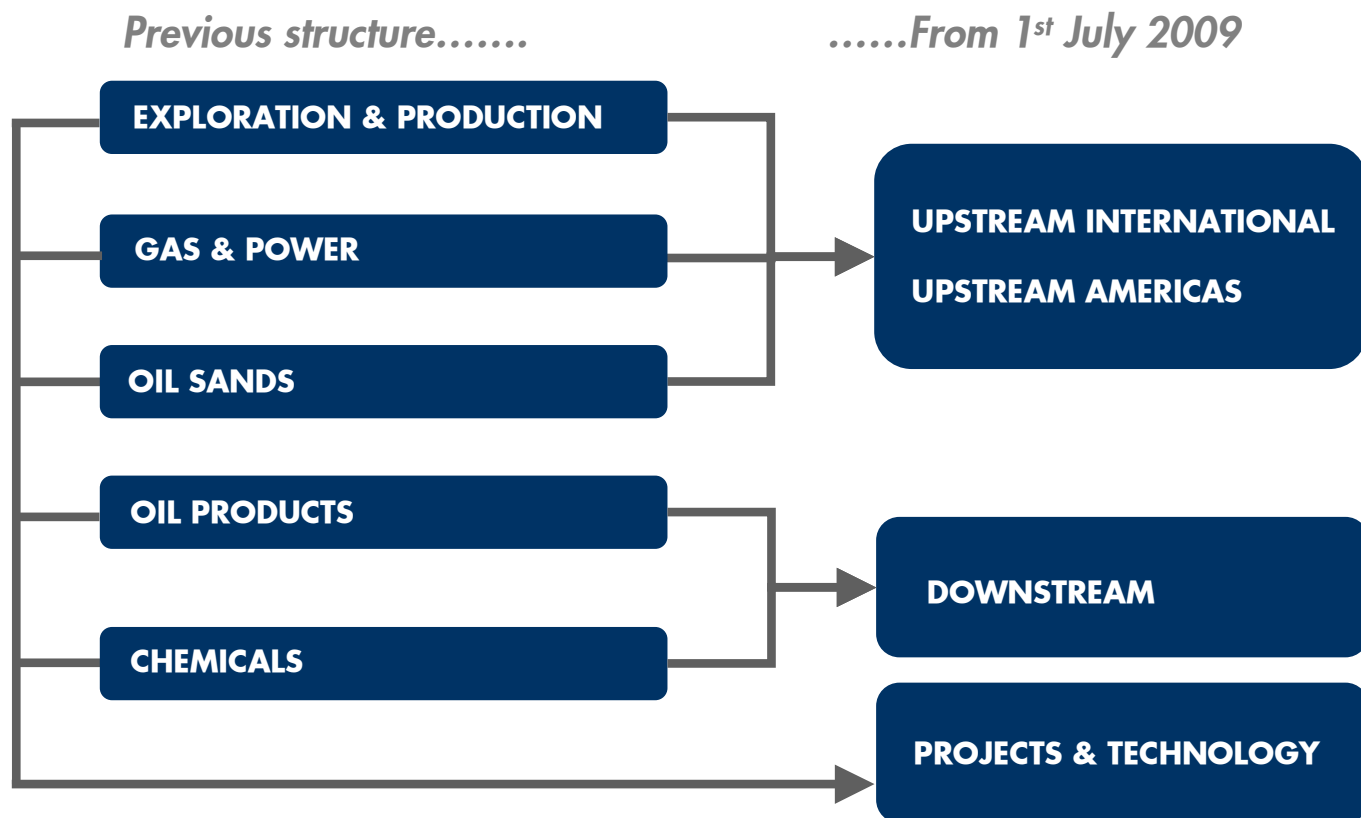 Previous structure.......
......From 1st July 2009
EXPLORATION & PRODUCTION
GAS & POWER
OIL SANDS
OIL PRODUCTS
CHEMICALS
UPSTREAM INTERNATIONAL
UPSTREAM AMERICAS
DOWNSTREAM
PROJECTS & TECHNOLOGY